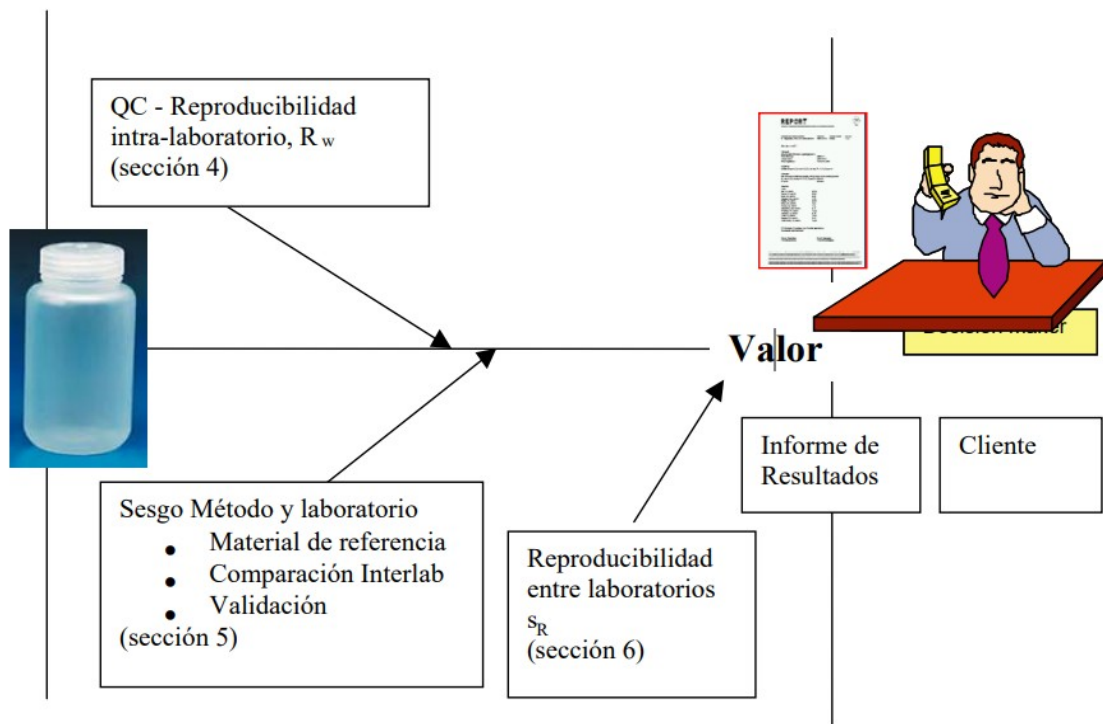 QC - Reproducibilidad
intra-laboratorio, R w
(sección 4)
REPORT
Valor
Informe de
Resultados
Cliente
Sesgo Método y laboratorio
• Material de referencia
• Comparación Interlab
• Validación
(sección 5)
Reproducibilidad
entre laboratorios
sR
(sección 6)